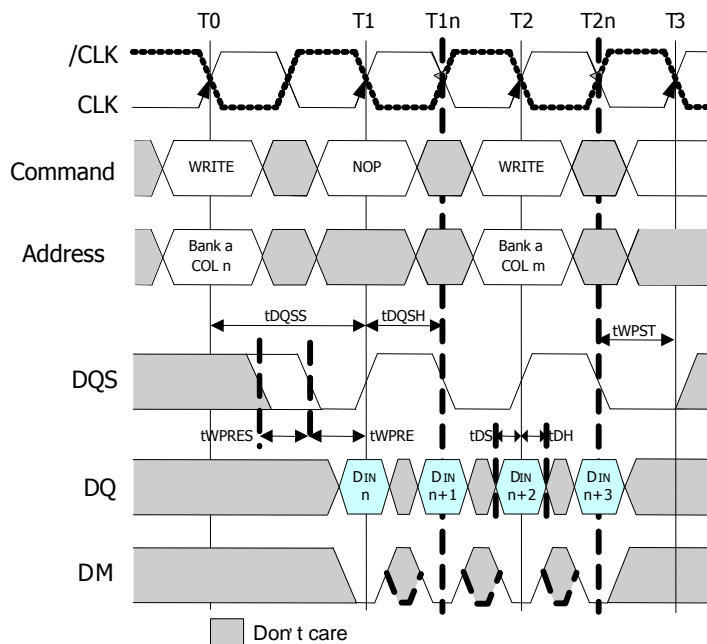 T0 T1 T1n T2 T2n T3
/CLK
CLK
Command WRITE NOP WRITE
Address Bank a COL n Bank a COL m
tDQSS tDQSH tWPST
DQS
tWPRES tWPRE tDS tDH
DQ DIN n DIN n+1 DIN n+2 DIN n+3
DM
Don't care